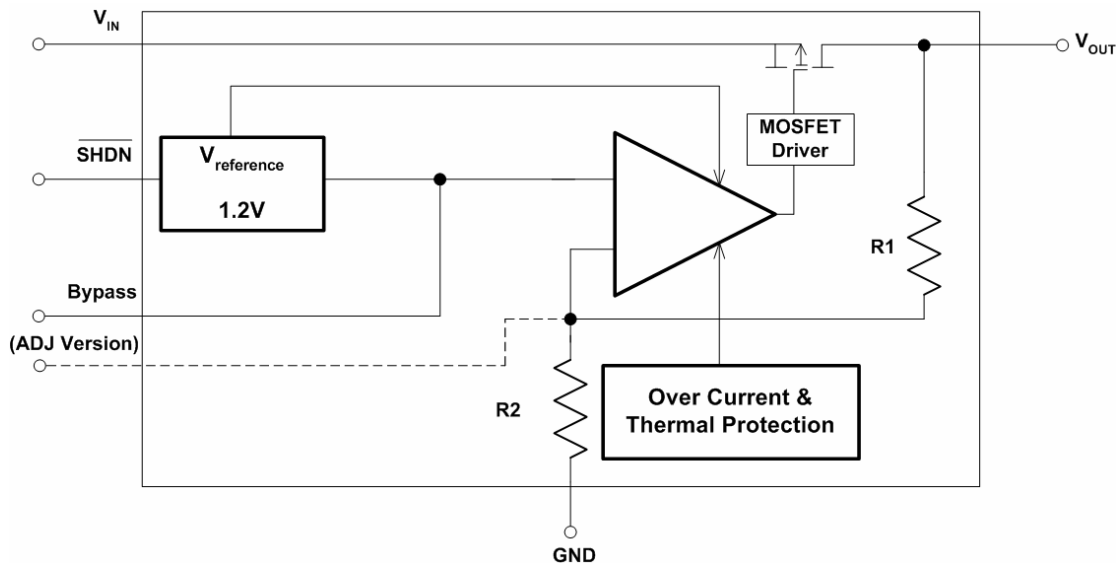 VIN
VOUT
SHDN
Vreference
1.2V
MOSFET
Driver
R1
Bypass
(ADJ Version)
R2
Over Current &
Thermal Protection
GND